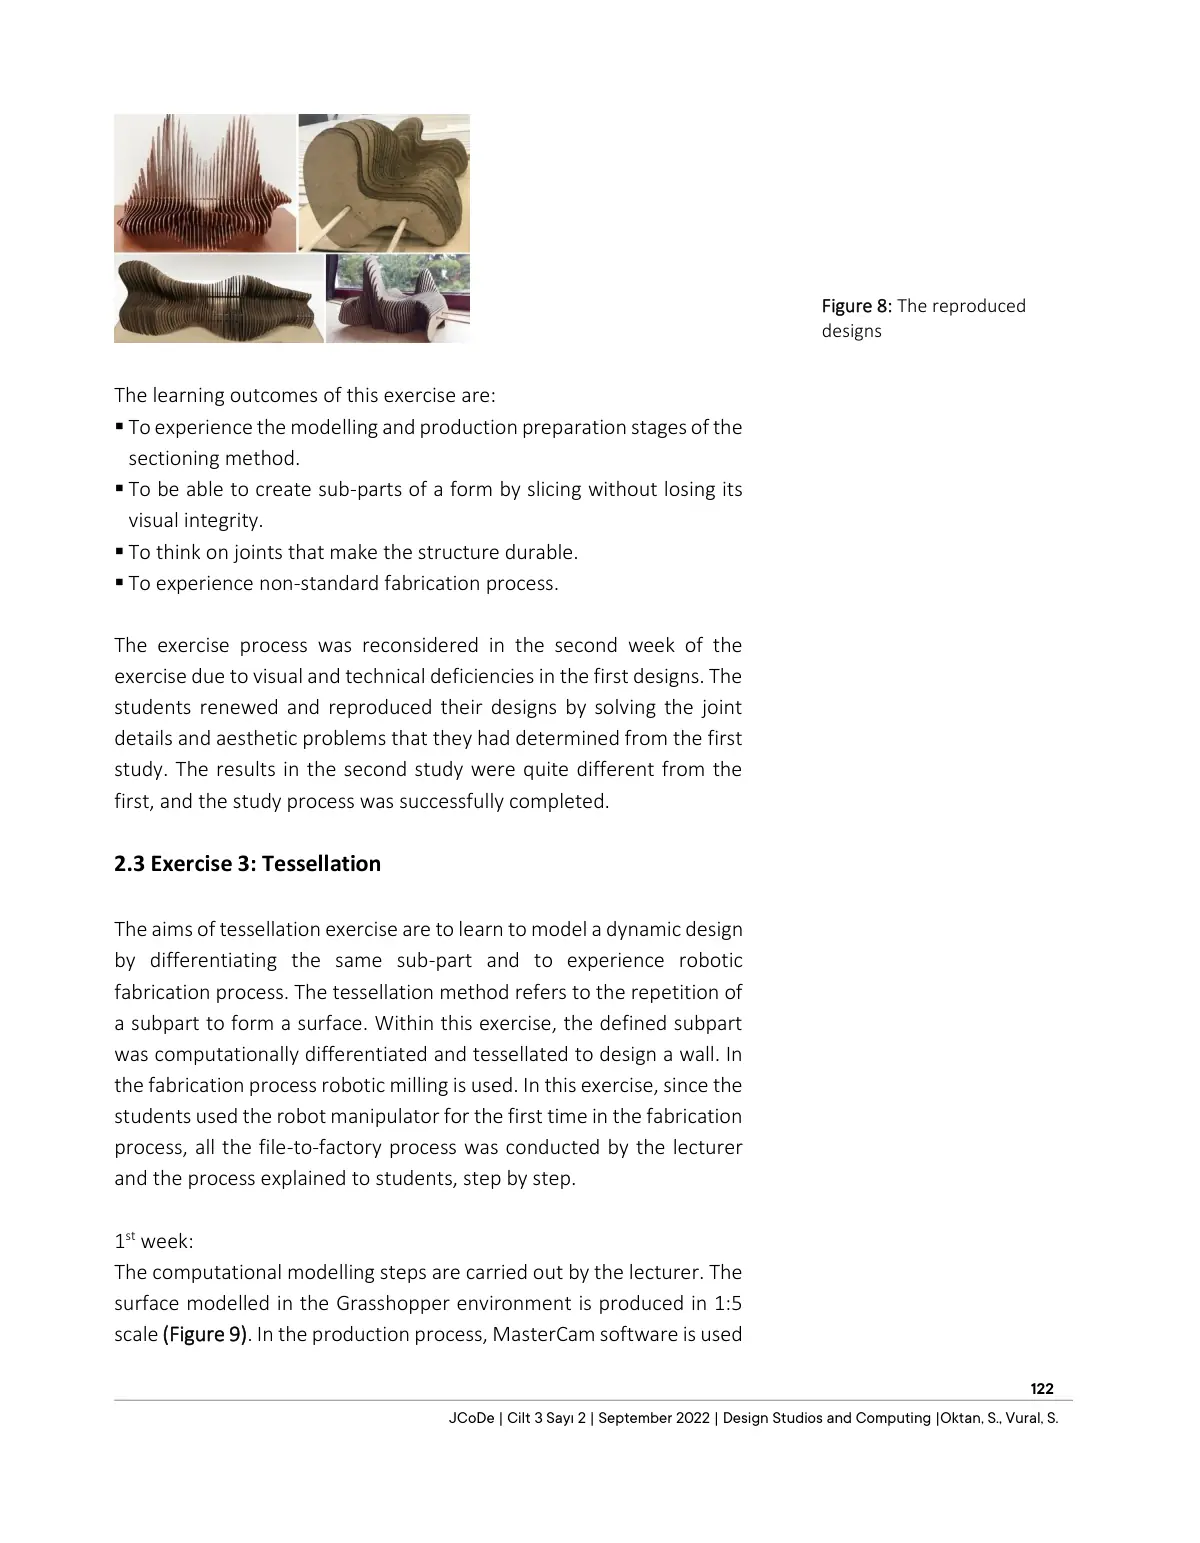 Figure 8: The reproduced
designs
The learning outcomes of this exercise are:
▪ To experience the modelling and production preparation stages of the
sectioning method.
▪ To be able to create sub-parts of a form by slicing without losing its
visual integrity.
▪ To think on joints that make the structure durable.
▪ To experience non-standard fabrication process.
The exercise process was reconsidered in the second week of the
exercise due to visual and technical deficiencies in the first designs. The
students renewed and reproduced their designs by solving the joint
details and aesthetic problems that they had determined from the first
study. The results in the second study were quite different from the
first, and the study process was successfully completed.
2.3 Exercise 3: Tessellation
The aims of tessellation exercise are to learn to model a dynamic design
by differentiating the same sub-part and to experience robotic
fabrication process. The tessellation method refers to the repetition of
a subpart to form a surface. Within this exercise, the defined subpart
was computationally differentiated and tessellated to design a wall. In
the fabrication process robotic milling is used. In this exercise, since the
students used the robot manipulator for the first time in the fabrication
process, all the file-to-factory process was conducted by the lecturer
and the process explained to students, step by step.
1st week:
The computational modelling steps are carried out by the lecturer. The
surface modelled in the Grasshopper environment is produced in 1:5
scale (Figure 9). In the production process, MasterCam software is used
122
JCoDe | Cilt 3 Sayı 2 | September 2022 | Design Studios and Computing |Oktan, S., Vural, S.